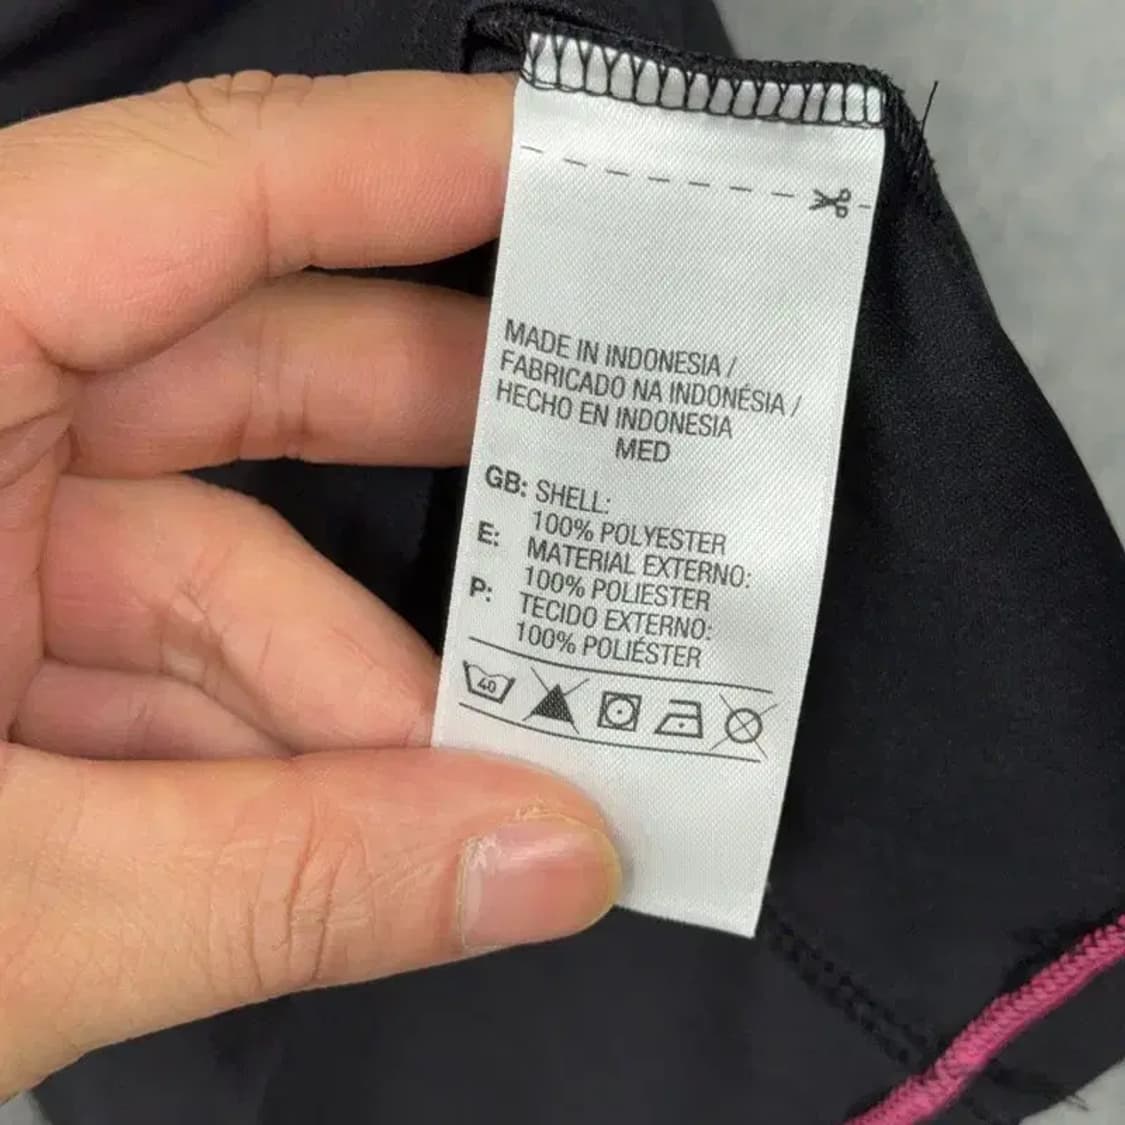 MADE IN INDONESIA /
FABRICADO NA INDONÉSIA /
HECHO EN INDONESIA
MED
GB: SHELL:
100% POLYESTER
E: MATERIAL EXTERNO:
100% POLIESTER
P: TECIDO EXTERNO:
100% POLIÉSTER
40